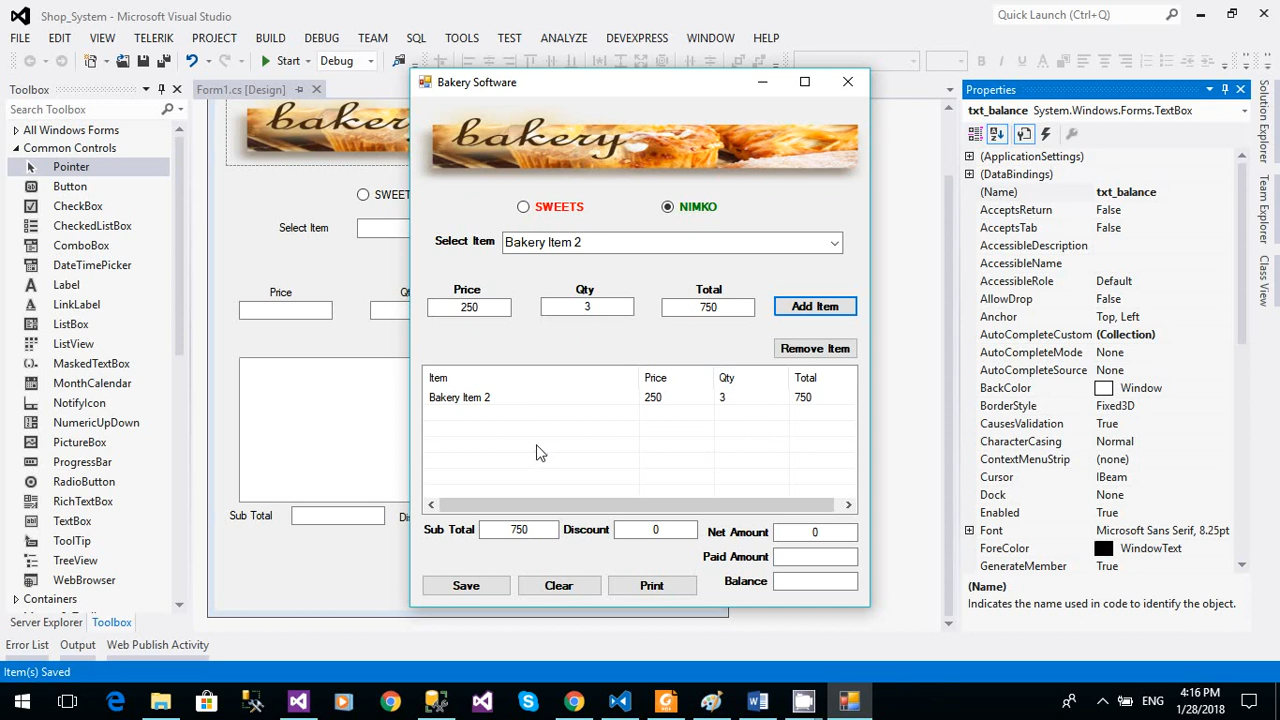 Shop_System - Microsoft Visual Studio
Quick Launch (Ctrl+Q)
FILE EDIT VIEW TELERIK PROJECT BUILD DEBUG TEAM SQL TOOLS TEST ANALYZE DEVEXPRESS WINDOW HELP
Start Debug
Toolbox
Search Toolbox
All Windows Forms
Common Controls
Pointer
Button
CheckBox
CheckedListBox
ComboBox
DateTimePicker
Label
LinkLabel
ListBox
ListView
MaskedTextBox
MonthCalendar
NotifyIcon
NumericUpDown
PictureBox
ProgressBar
RadioButton
RichTextBox
TextBox
ToolTip
TreeView
WebBrowser
Containers
Server Explorer Toolbox
Form1.cs [Design]
bakery
SWEET
Select Item
Price
Sub Total
Bakery Software
bakery
SWEETS NIMKO
Select Item Bakery Item 2
Price Qty Total
250 3 750 Add Item
Remove Item
Item Price Qty Total
Bakery Item 2 250 3 750
Sub Total 750 Discount 0 Net Amount 0
Paid Amount
Save Clear Print Balance
Properties
txt_balance System.Windows.Forms.TextBox
(ApplicationSettings)
(DataBindings)
(Name) txt_balance
AcceptsReturn False
AcceptsTab False
AccessibleDescription
AccessibleName
AccessibleRole Default
AllowDrop False
Anchor Top, Left
AutoCompleteCustom (Collection)
AutoCompleteMode None
AutoCompleteSource None
BackColor Window
BorderStyle Fixed3D
CausesValidation True
CharacterCasing Normal
ContextMenuStrip (none)
Cursor IBeam
Dock None
Enabled True
Font Microsoft Sans Serif, 8.25pt
ForeColor WindowText
GenerateMember True
(Name)
Indicates the name used in code to identify the object.
Solution Explorer
Team Explorer
Class View
Error List Output Web Publish Activity
Item(s) Saved
ENG
4:16 PM
1/28/2018